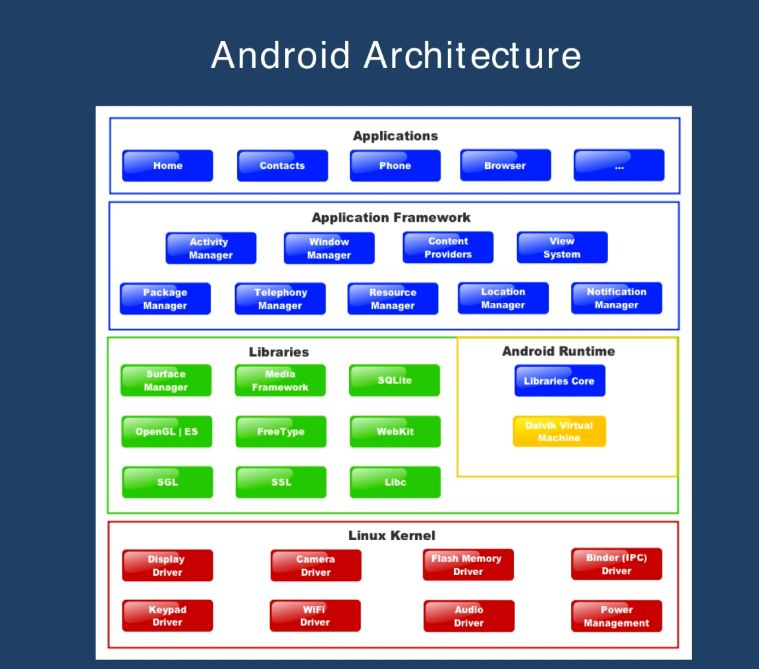 Android Architecture
Applications
Home
Contacts
Phone
Browser
...
Application Framework
Activity
Manager
Window
Manager
Content
Providers
View
System
Package
Manager
Telephony
Manager
Resource
Manager
Location
Manager
Notification
Manager
Libraries
Surface
Manager
Media
Framework
SQLite
OpenGL | ES
FreeType
WebKit
SGL
SSL
Libc
Android Runtime
Libraries Core
Dalvik Virtual
Machine
Linux Kernel
Display
Driver
Camera
Driver
Flash Memory
Driver
Binder (IPC)
Driver
Keypad
Driver
WiFi
Driver
Audio
Driver
Power
Management